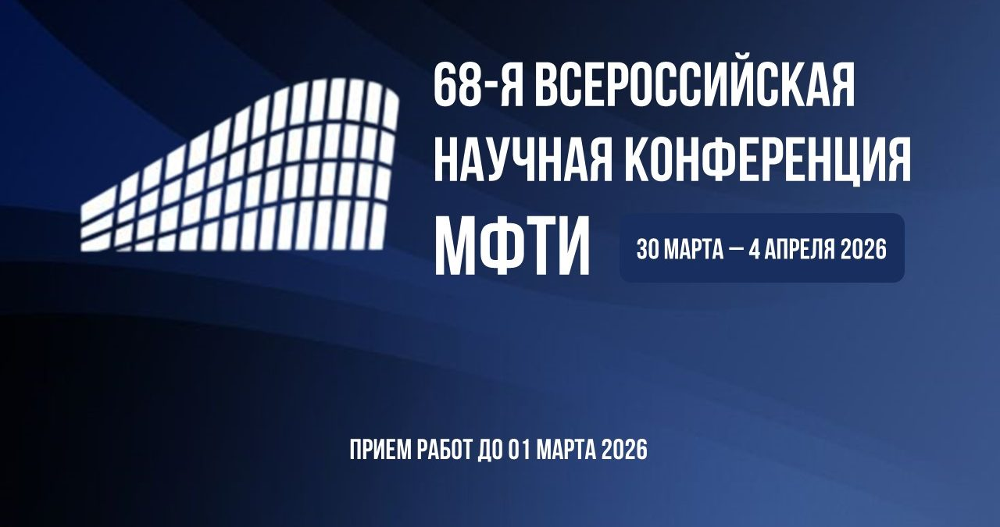 68-Я ВСЕРОССИЙСКАЯ
НАУЧНАЯ КОНФЕРЕНЦИЯ
МФТИ
30 МАРТА – 4 АПРЕЛЯ 2026
ПРИЕМ РАБОТ ДО 01 МАРТА 2026